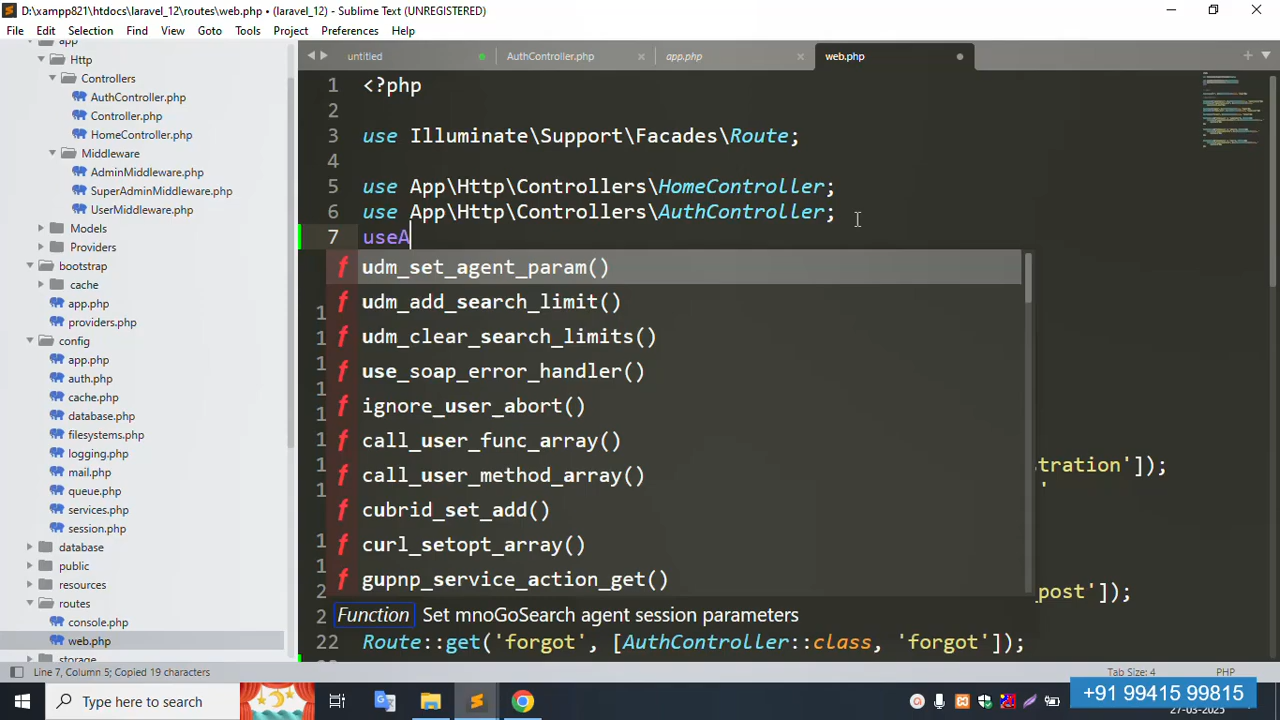 D:\xampp821\htdocs\laravel_12\routes\web.php • (laravel_12) - Sublime Text (UNREGISTERED)
File Edit Selection Find View Goto Tools Project Preferences Help
app
Http
Controllers
AuthController.php
Controller.php
HomeController.php
Middleware
AdminMiddleware.php
SuperAdminMiddleware.php
UserMiddleware.php
Models
Providers
bootstrap
cache
app.php
providers.php
config
app.php
auth.php
cache.php
database.php
filesystems.php
logging.php
mail.php
queue.php
services.php
session.php
database
public
resources
routes
console.php
web.php
storage
untitled
AuthController.php
app.php
web.php
1 <?php
2
3 use Illuminate\Support\Facades\Route;
4
5 use App\Http\Controllers\HomeController;
6 use App\Http\Controllers\AuthController;
7 useA
f udm_set_agent_param()
f udm_add_search_limit()
f udm_clear_search_limits()
f use_soap_error_handler()
f ignore_user_abort()
f call_user_func_array()
f call_user_method_array()
f cubrid_set_add()
f curl_setopt_array()
f gupnp_service_action_get()
Function Set mnoGoSearch agent session parameters
tration']);
'
_post']);
22 Route::get('forgot', [AuthController::class, 'forgot']);
Line 7, Column 5; Copied 19 characters
Tab Size: 4
PHP
Type here to search
+91 99415 99815
27-03-2025